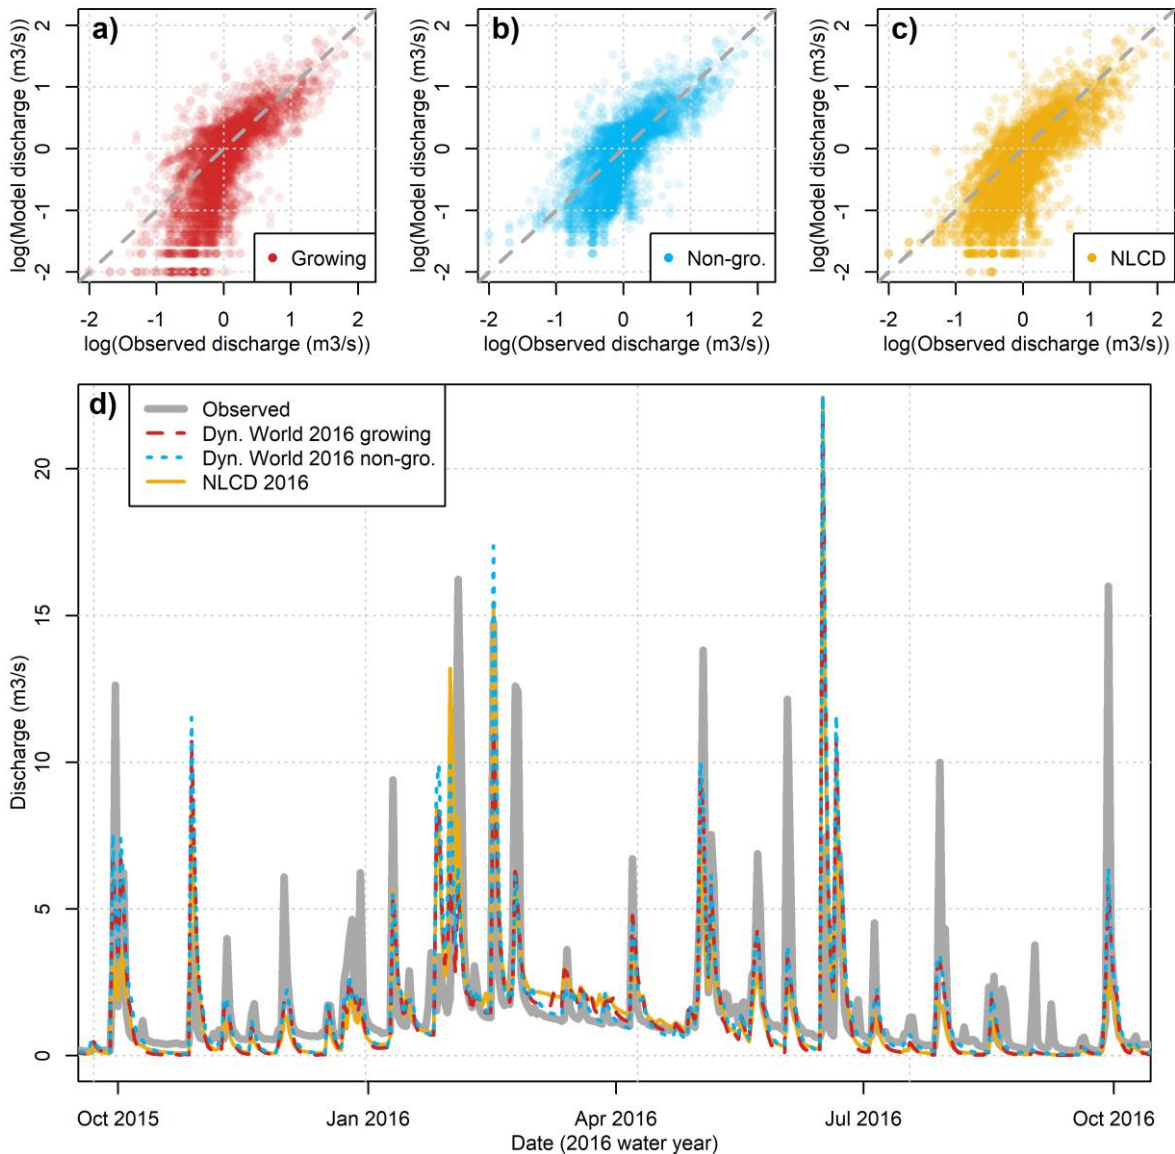 a)
log(Model discharge (m3/s))
2
1
0
-1
-2
Growing
-2 -1 0 1 2
log(Observed discharge (m3/s))
b)
log(Model discharge (m3/s))
2
1
0
-1
-2
Non-gro.
-2 -1 0 1 2
log(Observed discharge (m3/s))
c)
log(Model discharge (m3/s))
2
1
0
-1
-2
NLCD
-2 -1 0 1 2
log(Observed discharge (m3/s))
d)
Observed
Dyn. World 2016 growing
Dyn. World 2016 non-gro.
NLCD 2016
Discharge (m3/s)
20
15
10
5
0
Oct 2015 Jan 2016 Apr 2016 Jul 2016 Oct 2016
Date (2016 water year)